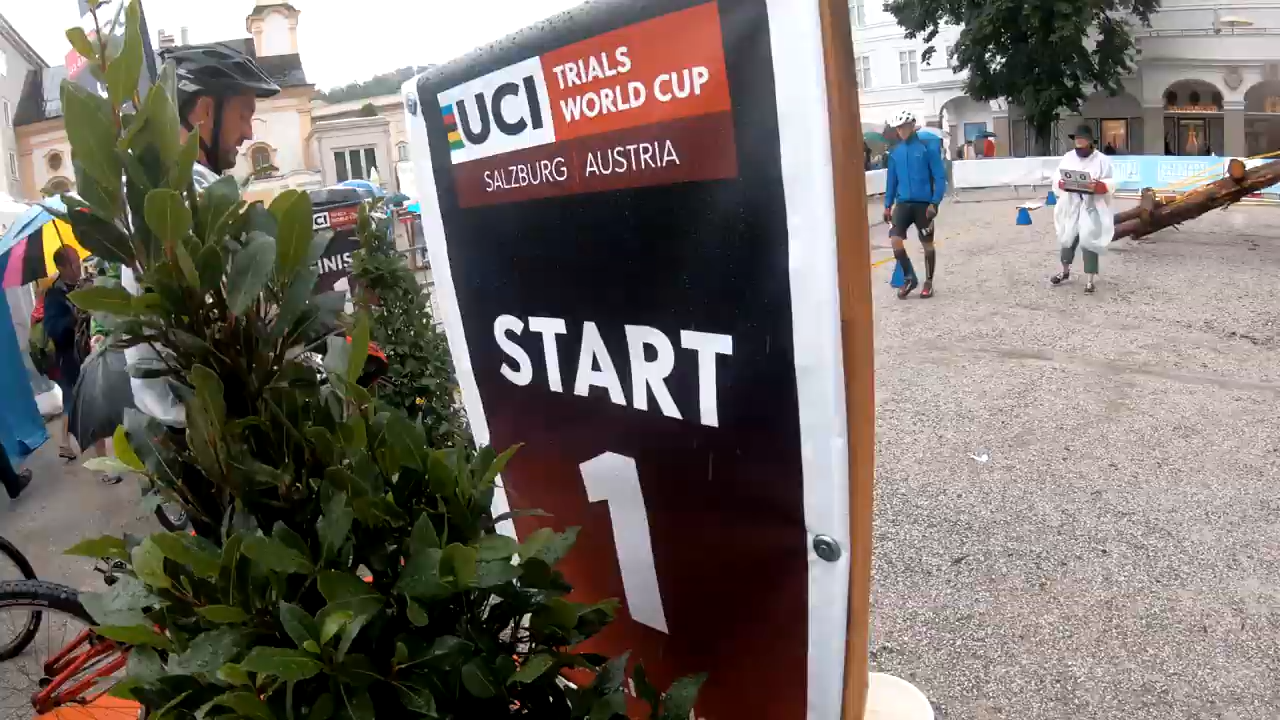 UCI
TRIALS
WORLD CUP
SALZBURG | AUSTRIA
START
1